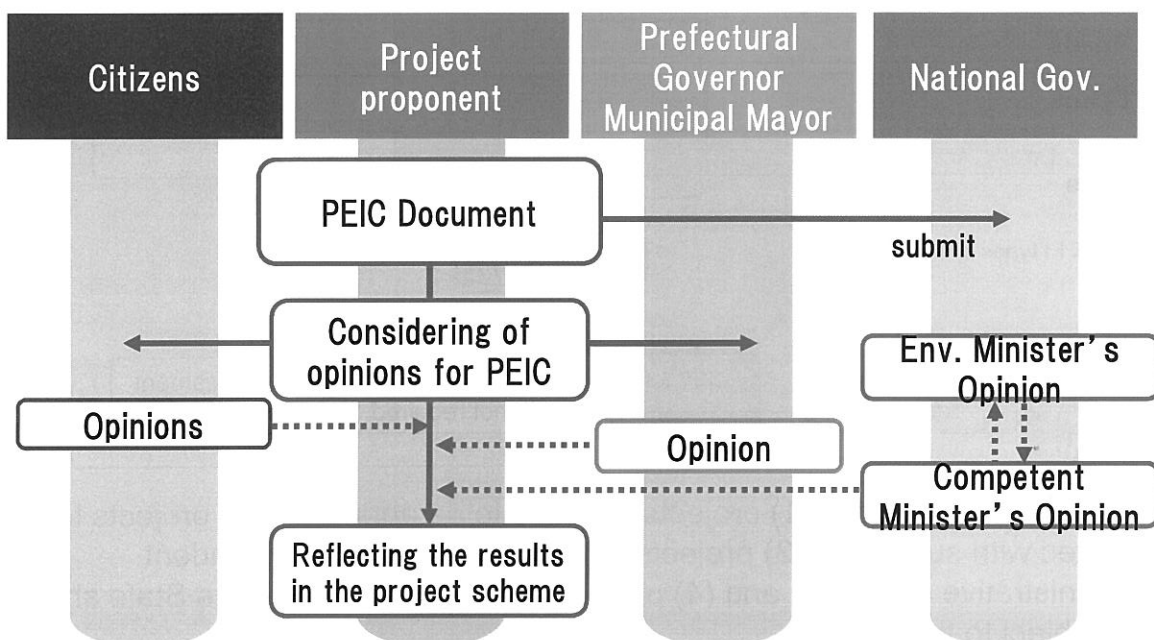 Citizens
Project
proponent
Prefectural
Governor
Municipal Mayor
National Gov.
PEIC Document
submit
Considering of
opinions for PEIC
Env. Minister's
Opinion
Opinions
Opinion
Competent
Minister's Opinion
Reflecting the results
in the project scheme